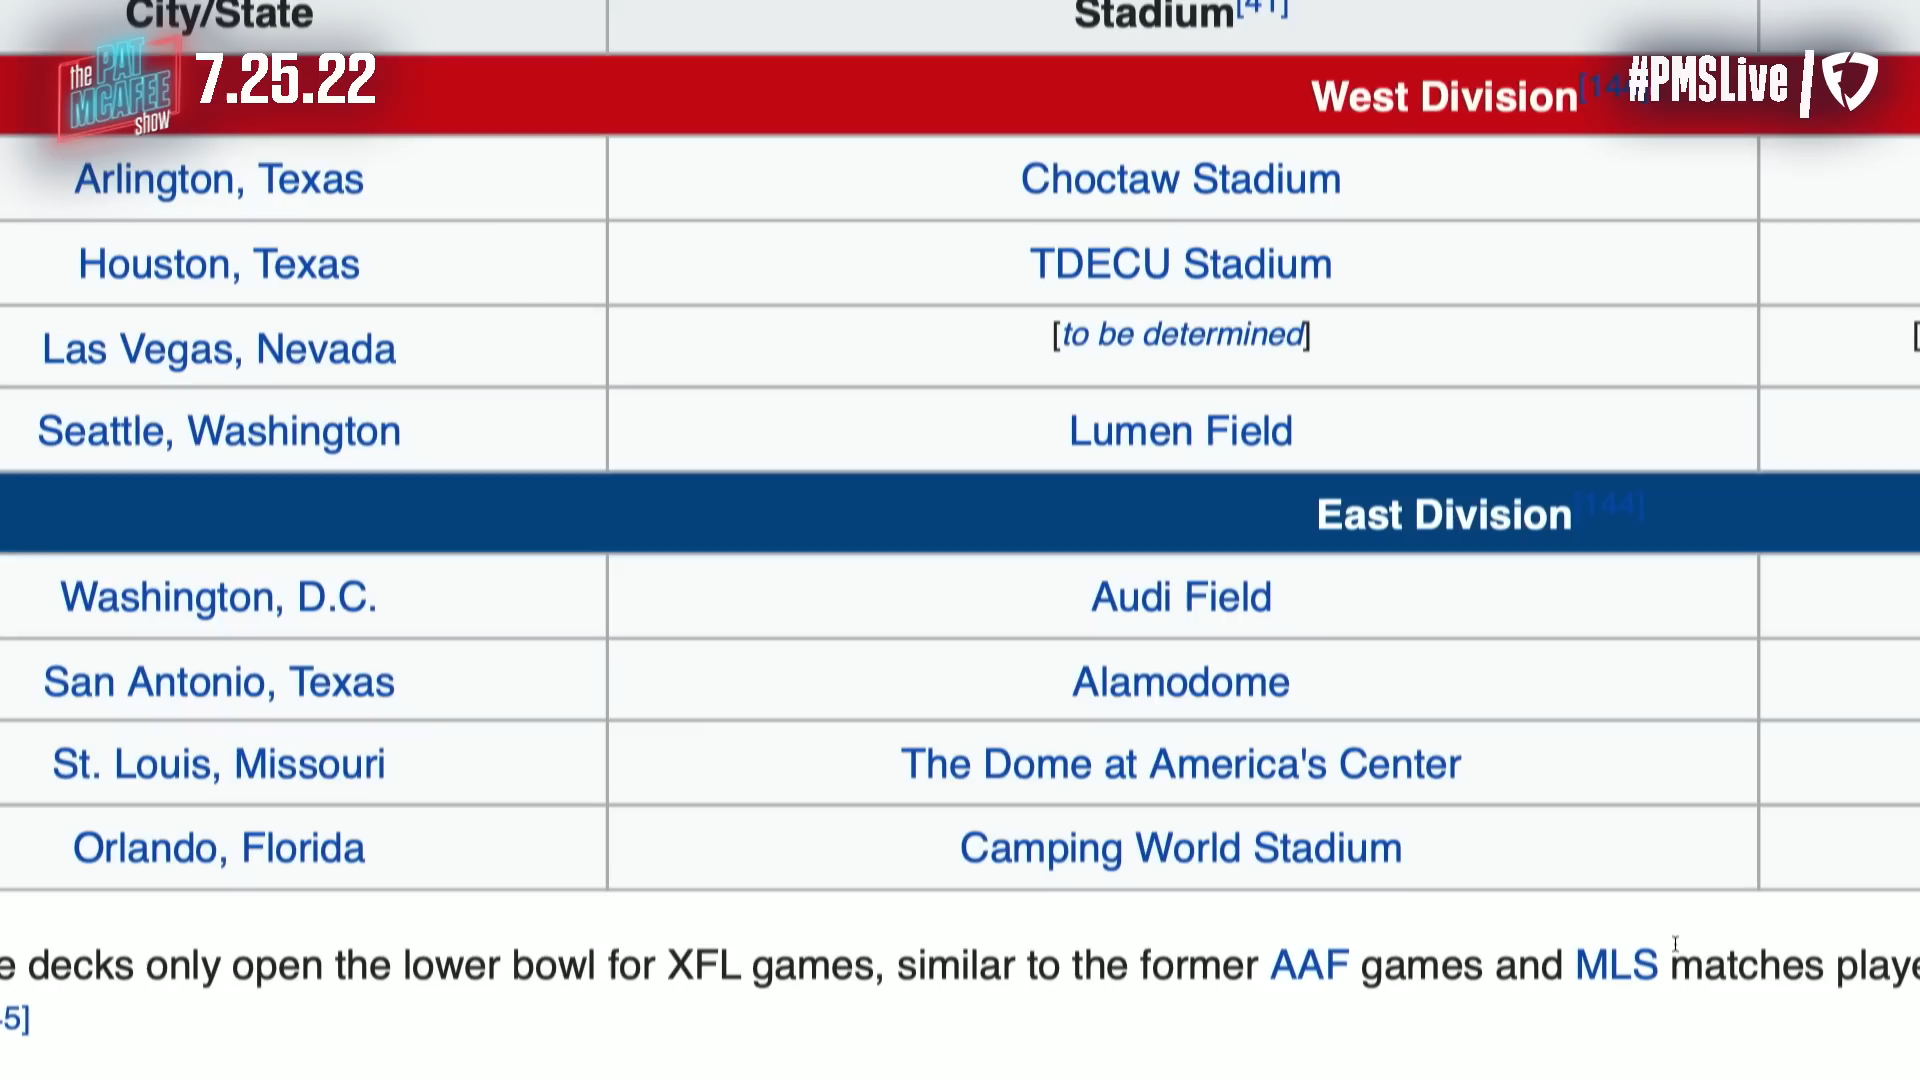 City/State Stadium[41]
the PAT MCAFEE show 7.25.22 West Division #PMSLive
Arlington, Texas Choctaw Stadium
Houston, Texas TDECU Stadium
Las Vegas, Nevada [to be determined] [
Seattle, Washington Lumen Field
East Division[144]
Washington, D.C. Audi Field
San Antonio, Texas Alamodome
St. Louis, Missouri The Dome at America's Center
Orlando, Florida Camping World Stadium
e decks only open the lower bowl for XFL games, similar to the former AAF games and MLS matches playe
5]